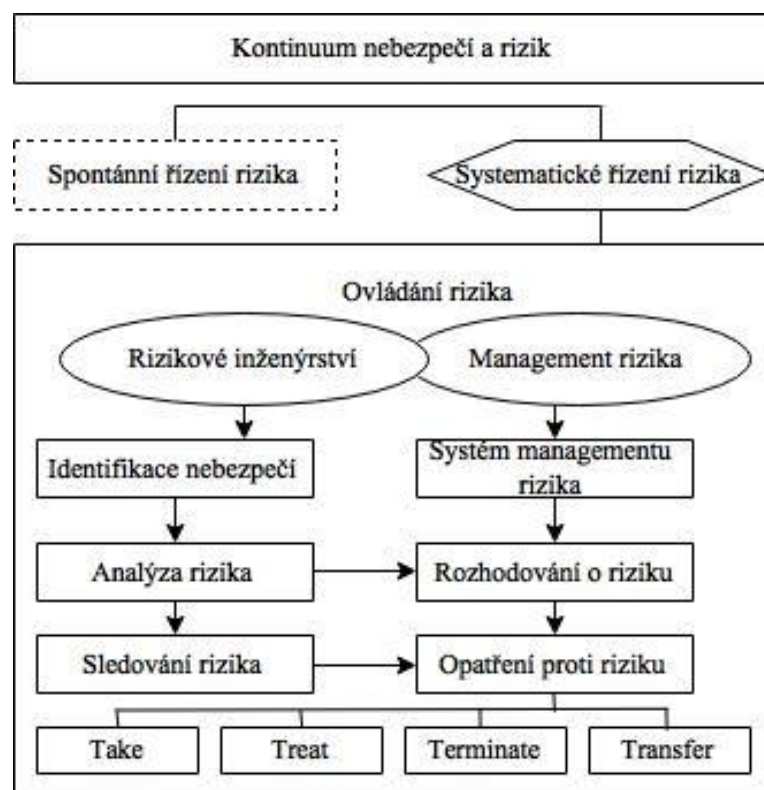 Kontinuum nebezpečí a rizik
Spontánní řízení rizika
Systematické řízení rizika
Ovládání rizika
Rizikové inženýrství
Management rizika
Identifikace nebezpečí
Systém managementu
rizika
Analýza rizika
Rozhodování o riziku
Sledování rizika
Opatření proti riziku
Take
Treat
Terminate
Transfer